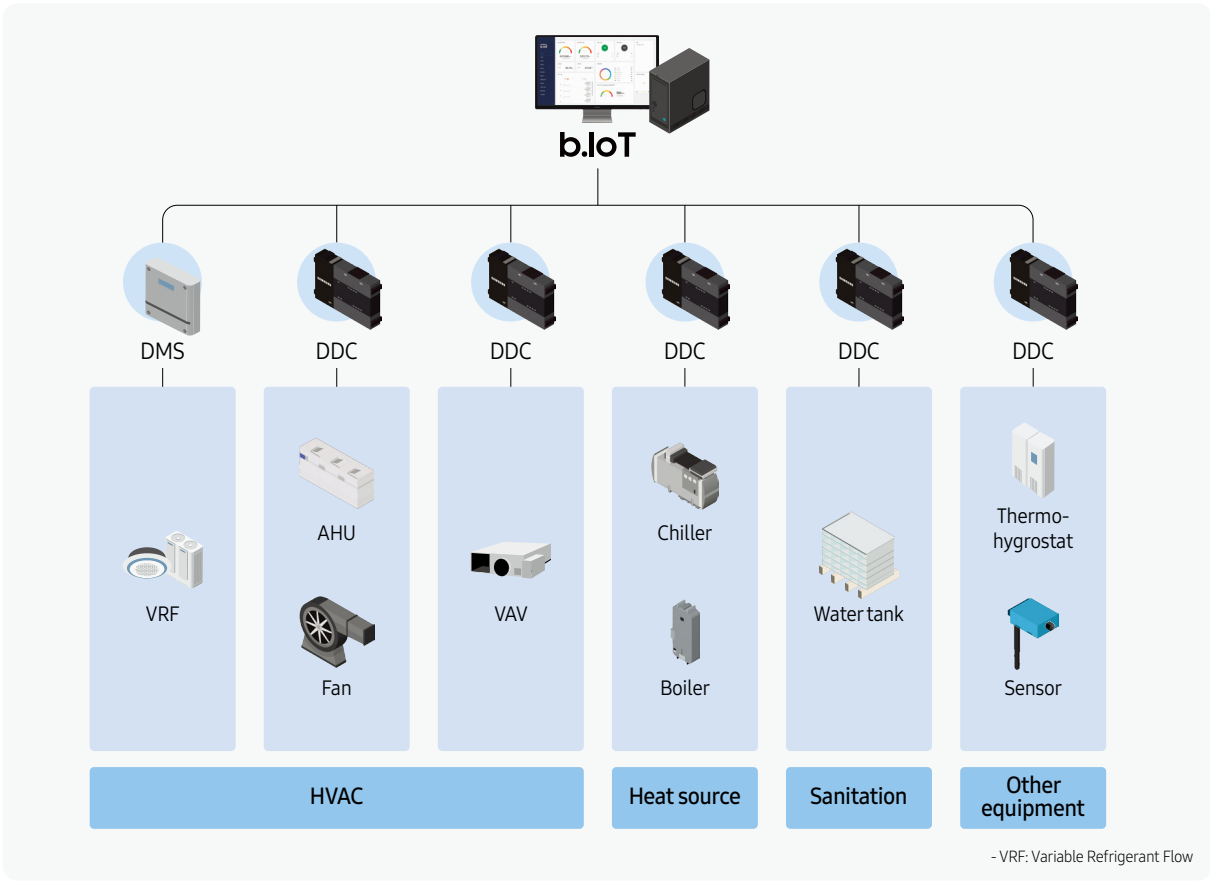 b.IoT
DMS
DDC
DDC
DDC
DDC
DDC
VRF
AHU
Fan
VAV
Chiller
Boiler
Water tank
Thermo-
hygrostat
Sensor
HVAC
Heat source
Sanitation
Other
equipment
- VRF: Variable Refrigerant Flow